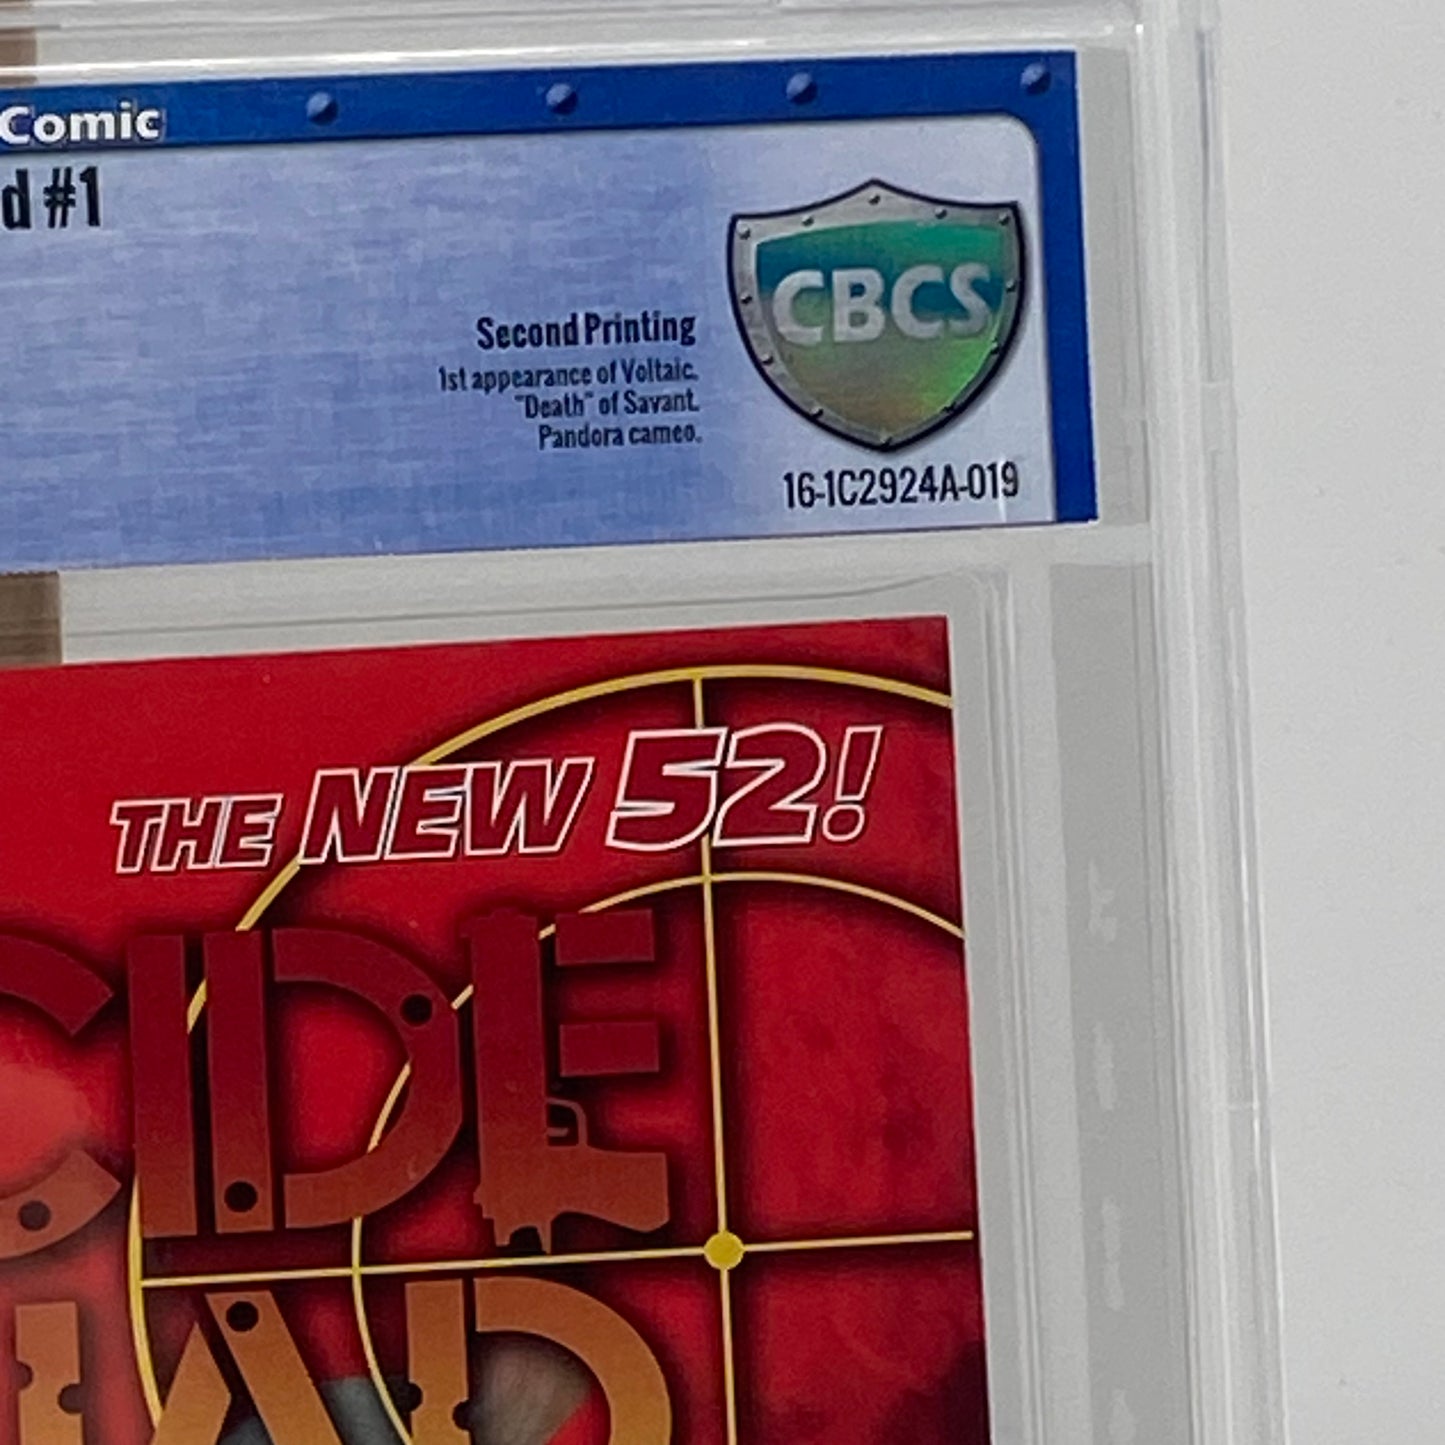 Comic
d #1
CBCS
Second Printing
1st appearance of Voltaic.
"Death" of Savant.
Pandora cameo.
16-1C2924A-019
THE NEW 52!
CIDE
UAD